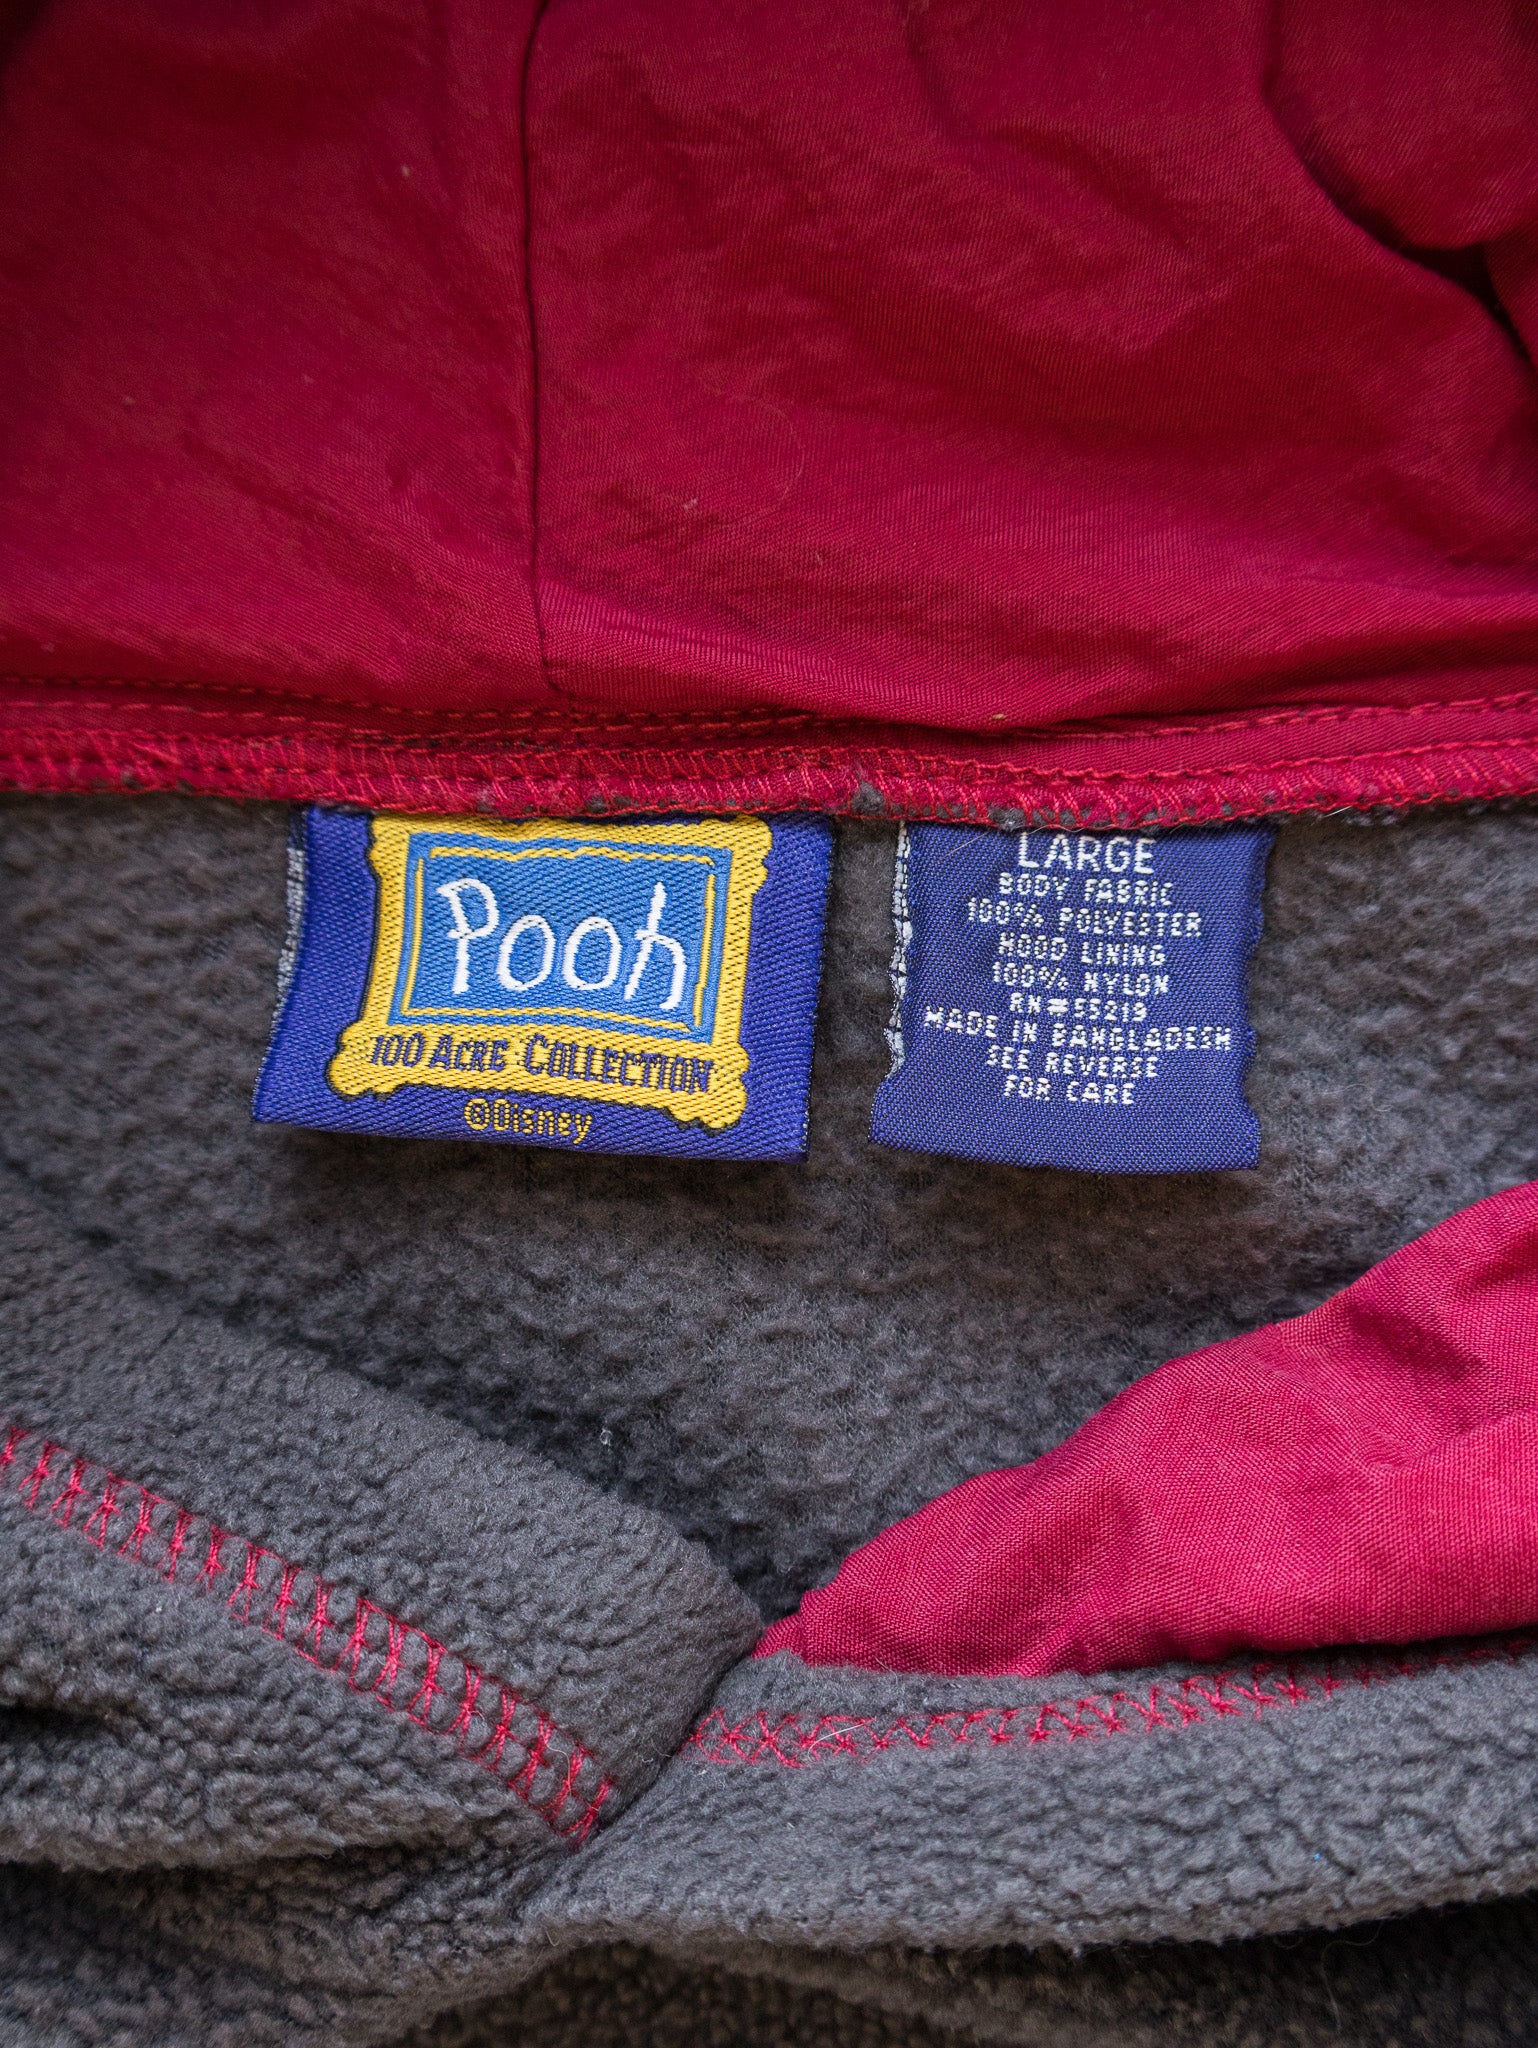 Pooh
100 ACRE COLLECTION
©Disney
LARGE
BODY FABRIC
100% POLYESTER
HOOD LINING
100% NYLON
RN#55219
MADE IN BANGLADESH
SEE REVERSE
FOR CARE